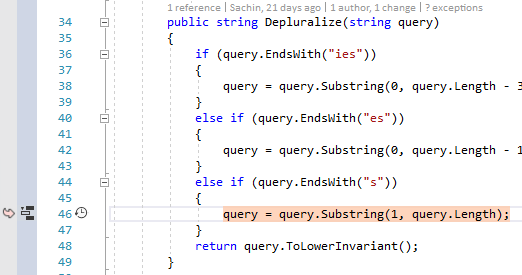 1 reference | Sachin, 21 days ago | 1 author, 1 change | ? exceptions
34 public string Depluralize(string query)
35 {
36 if (query.EndsWith("ies"))
37 {
38 query = query.Substring(0, query.Length - 3
39 }
40 else if (query.EndsWith("es"))
41 {
42 query = query.Substring(0, query.Length - 1
43 }
44 else if (query.EndsWith("s"))
45 {
46 query = query.Substring(1, query.Length);
47 }
48 return query.ToLowerInvariant();
49 }